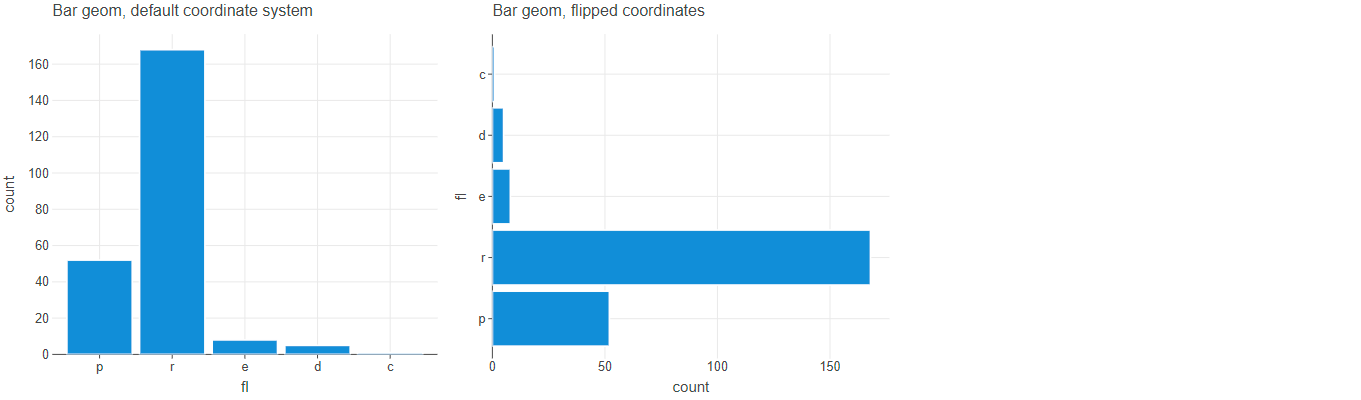 Bar geom, default coordinate system
160
140
120
100
80
60
40
20
0
count
p r e d c
fl
Bar geom, flipped coordinates
c
d
e
r
p
fl
0 50 100 150
count